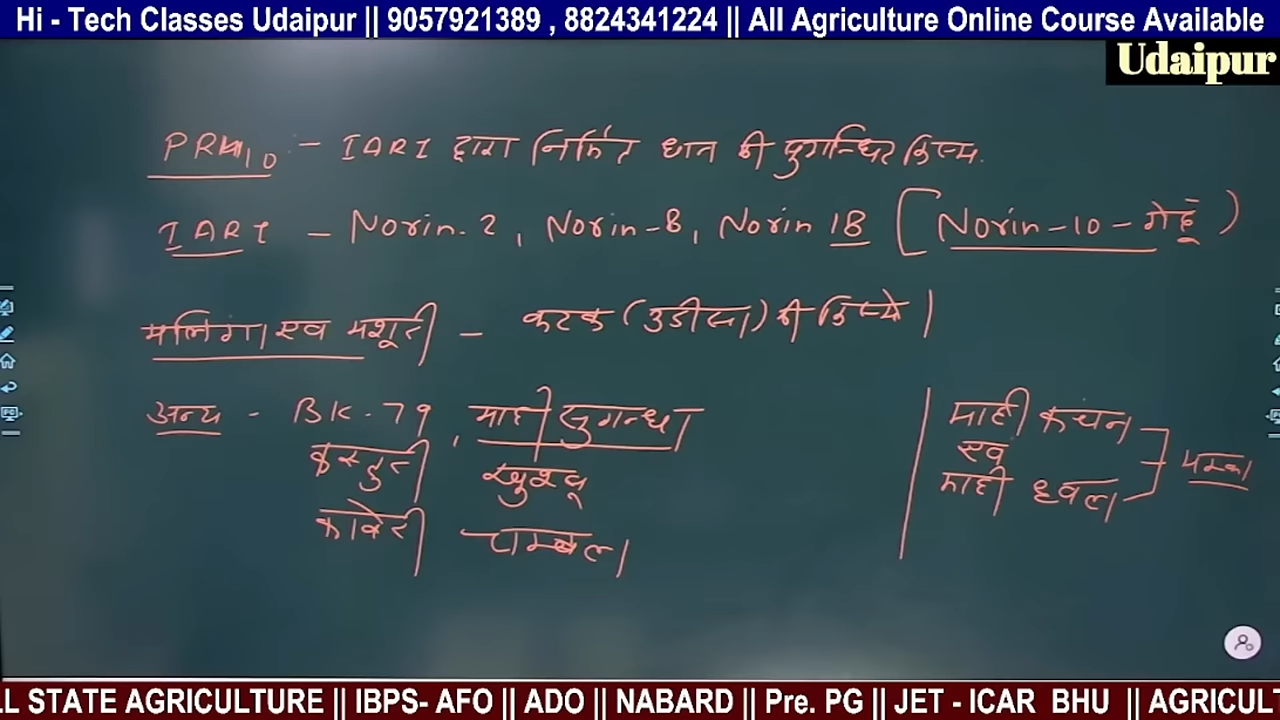 Hi - Tech Classes Udaipur || 9057921389 , 8824341224 || All Agriculture Online Course Available
Udaipur
PRH10 - IARI द्वारा निर्मित धान की सुगन्धित किस्म.
IARI - Norin-2, Norin-8, Norin 18 [Norin-10-गेहूँ)
एवं मशूरी - कटक (उडीसा) की किस्मे |
अन्य - BK-79, माही सुगन्धा
कस्तुरी खुशबू
कावेरी चम्बल
माही कंचन
एवं
माही धवल
मक्का
LL STATE AGRICULTURE || IBPS- AFO || ADO || NABARD || Pre. PG || JET - ICAR BHU || AGRICULT